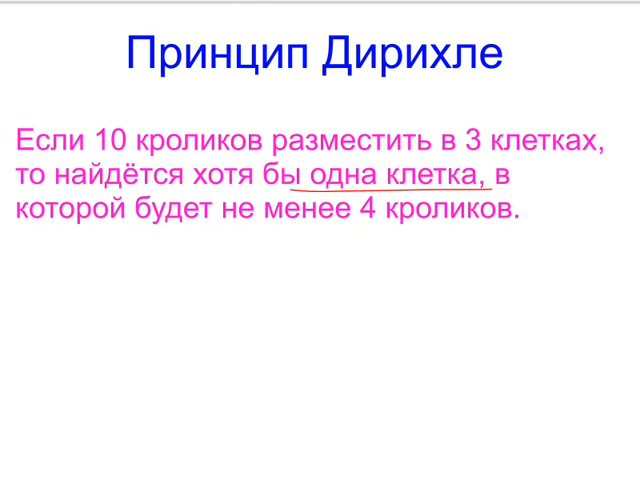 Принцип Дирихле
Если 10 кроликов разместить в 3 клетках,
то найдётся хотя бы одна клетка, в
которой будет не менее 4 кроликов.